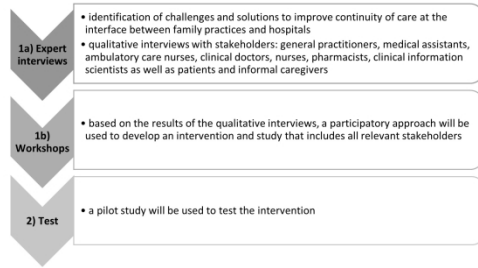 1a) Expert
interviews
• identification of challenges and solutions to improve continuity of care at the
interface between family practices and hospitals
• qualitative interviews with stakeholders: general practitioners, medical assistants,
ambulatory care nurses, clinical doctors, nurses, pharmacists, clinical information
scientists as well as patients and informal caregivers
1b)
Workshops
• based on the results of the qualitative interviews, a participatory approach will be
used to develop an intervention and study that includes all relevant stakeholders
2) Test
• a pilot study will be used to test the intervention